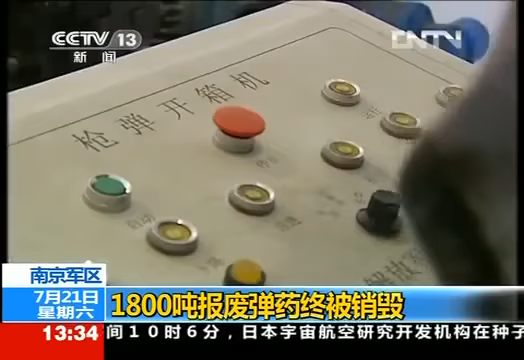 CCTV 13
新闻
CNTV
枪弹开箱机
南京军区
7月21日
星期六
1800吨报废弹药终被销毁
13:34
间10时6分，日本宇航空研究开发机构在种子